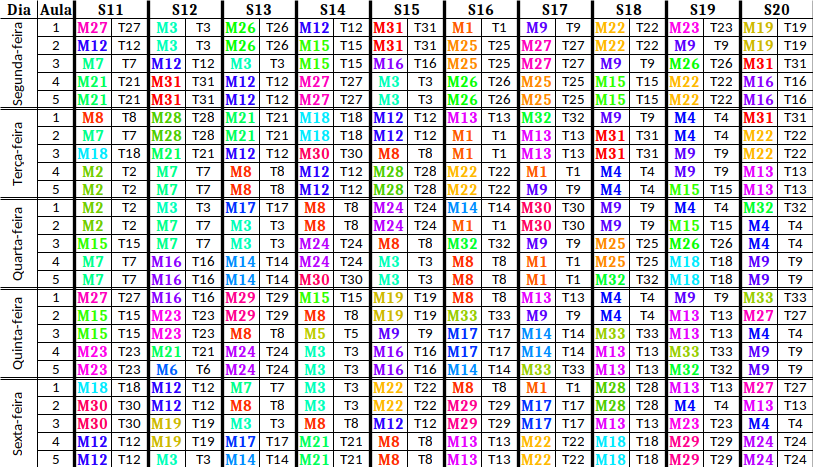 Dia Aula S11 S12 S13 S14 S15 S16 S17 S18 S19 S20
Segunda-feira
1 M27 T27 M3 T3 M26 T26 M12 T12 M31 T31 M1 T1 M9 T9 M22 T22 M23 T23 M19 T19
2 M12 T12 M3 T3 M26 T26 M15 T15 M31 T31 M25 T25 M27 T27 M22 T22 M9 T9 M19 T19
3 M7 T7 M12 T12 M3 T3 M15 T15 M16 T16 M25 T25 M27 T27 M9 T9 M26 T26 M31 T31
4 M21 T21 M31 T31 M12 T12 M27 T27 M3 T3 M26 T26 M25 T25 M15 T15 M22 T22 M16 T16
5 M21 T21 M31 T31 M12 T12 M27 T27 M3 T3 M26 T26 M25 T25 M15 T15 M22 T22 M16 T16
Terça-feira
1 M8 T8 M28 T28 M21 T21 M18 T18 M12 T12 M13 T13 M32 T32 M9 T9 M4 T4 M31 T31
2 M7 T7 M28 T28 M21 T21 M18 T18 M12 T12 M1 T1 M13 T13 M31 T31 M4 T4 M22 T22
3 M18 T18 M21 T21 M12 T12 M30 T30 M8 T8 M1 T1 M13 T13 M31 T31 M9 T9 M22 T22
4 M2 T2 M7 T7 M8 T8 M12 T12 M28 T28 M22 T22 M1 T1 M4 T4 M9 T9 M13 T13
5 M2 T2 M7 T7 M8 T8 M12 T12 M28 T28 M22 T22 M9 T9 M4 T4 M15 T15 M13 T13
Quarta-feira
1 M2 T2 M3 T3 M17 T17 M8 T8 M24 T24 M14 T14 M30 T30 M9 T9 M4 T4 M32 T32
2 M2 T2 M7 T7 M3 T3 M8 T8 M24 T24 M1 T1 M30 T30 M9 T9 M15 T15 M4 T4
3 M15 T15 M7 T7 M3 T3 M24 T24 M8 T8 M32 T32 M9 T9 M25 T25 M26 T26 M4 T4
4 M7 T7 M16 T16 M14 T14 M24 T24 M3 T3 M8 T8 M1 T1 M25 T25 M18 T18 M9 T9
5 M7 T7 M16 T16 M14 T14 M30 T30 M3 T3 M8 T8 M1 T1 M32 T32 M18 T18 M9 T9
Quinta-feira
1 M27 T27 M16 T16 M29 T29 M15 T15 M19 T19 M8 T8 M13 T13 M4 T4 M9 T9 M33 T33
2 M15 T15 M23 T23 M29 T29 M8 T8 M19 T19 M33 T33 M9 T9 M4 T4 M13 T13 M27 T27
3 M15 T15 M23 T23 M8 T8 M5 T5 M9 T9 M17 T17 M14 T14 M33 T33 M13 T13 M4 T4
4 M23 T23 M21 T21 M24 T24 M3 T3 M16 T16 M17 T17 M14 T14 M13 T13 M33 T33 M9 T9
5 M23 T23 M6 T6 M24 T24 M3 T3 M16 T16 M14 T14 M33 T33 M13 T13 M32 T32 M9 T9
Sexta-feira
1 M18 T18 M12 T12 M7 T7 M3 T3 M22 T22 M8 T8 M1 T1 M28 T28 M13 T13 M27 T27
2 M30 T30 M12 T12 M8 T8 M3 T3 M22 T22 M29 T29 M17 T17 M28 T28 M4 T4 M13 T13
3 M30 T30 M19 T19 M3 T3 M8 T8 M12 T12 M29 T29 M17 T17 M13 T13 M23 T23 M4 T4
4 M12 T12 M19 T19 M17 T17 M21 T21 M8 T8 M13 T13 M22 T22 M18 T18 M29 T29 M24 T24
5 M12 T12 M3 T3 M14 T14 M21 T21 M8 T8 M13 T13 M22 T22 M18 T18 M29 T29 M24 T24